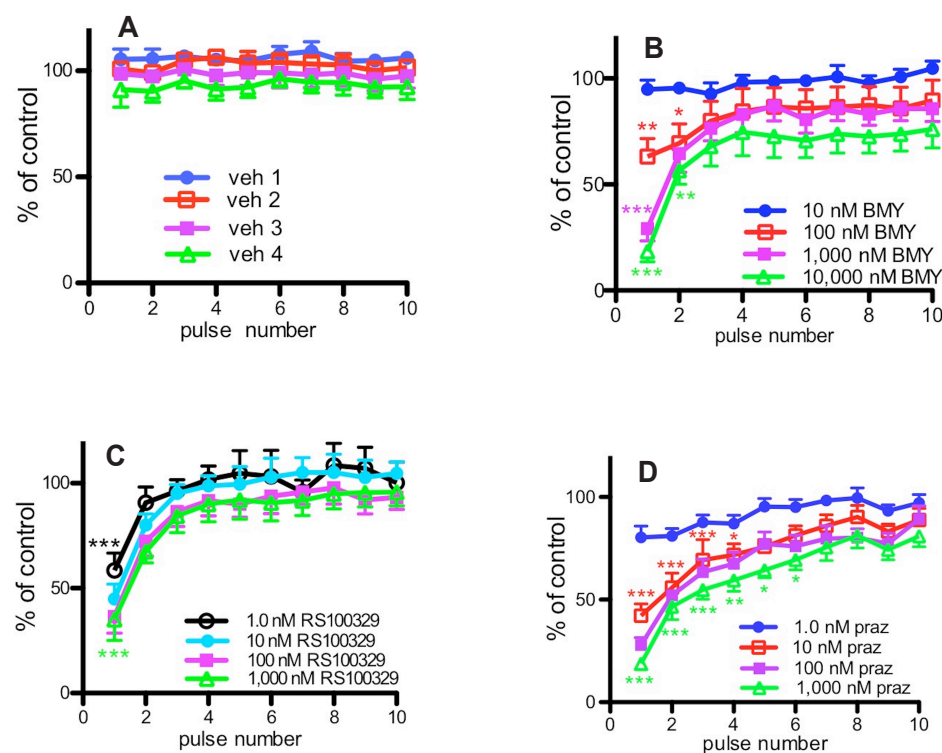 A
% of control
100
50
0
veh 1
veh 2
veh 3
veh 4
0 2 4 6 8 10
pulse number
B
% of control
100
50
0
**
*
***
**
***
10 nM BMY
100 nM BMY
1,000 nM BMY
10,000 nM BMY
0 2 4 6 8 10
pulse number
C
% of control
100
50
0
***
***
1.0 nM RS100329
10 nM RS100329
100 nM RS100329
1,000 nM RS100329
0 2 4 6 8 10
pulse number
D
% of control
100
50
0
***
*
***
***
***
**
*
*
***
***
1.0 nM praz
10 nM praz
100 nM praz
1,000 nM praz
0 2 4 6 8 10
pulse number